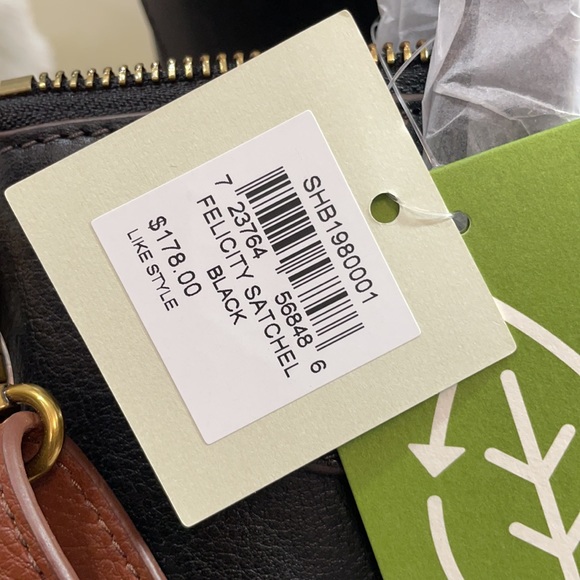 SHB1980001
7 23764 56848 6
FELICITY SATCHEL
BLACK
$178.00
LIKE STYLE